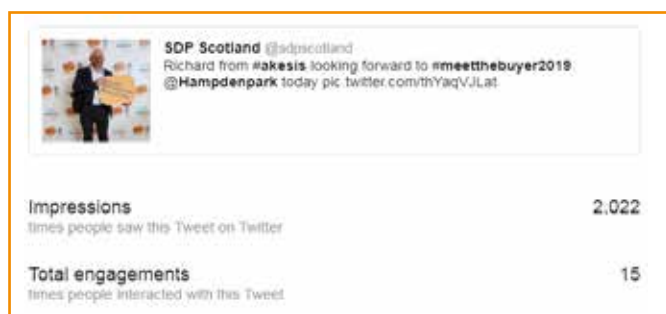 SDP Scotland @sdpscotland
Richard from #akesis looking forward to #meetthebuyer2019
@Hampdenpark today pic.twitter.com/thYaqVJLat
Impressions 2,022
times people saw this Tweet on Twitter
Total engagements 15
times people interacted with this Tweet